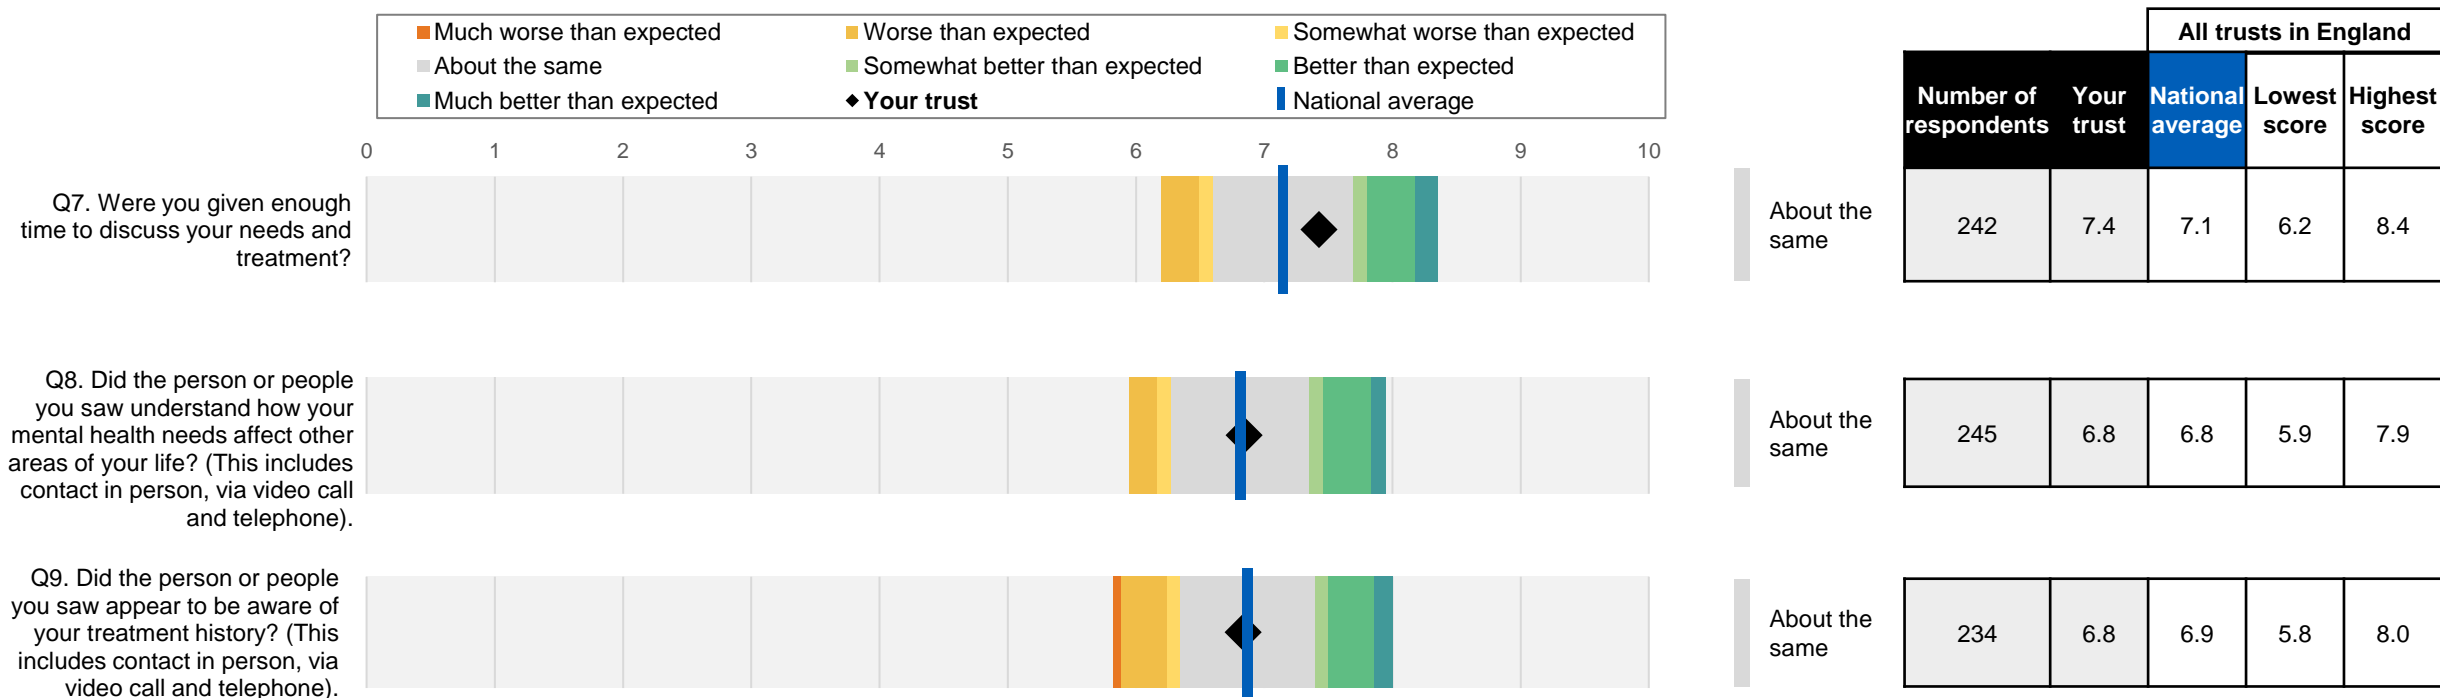 Much worse than expected
Worse than expected
Somewhat worse than expected
About the same
Somewhat better than expected
Better than expected
Much better than expected
Your trust
National average
All trusts in England
Number of respondents
Your trust
National average
Lowest score
Highest score
0 1 2 3 4 5 6 7 8 9 10
Q7. Were you given enough
time to discuss your needs and
treatment?
About the
same
242 7.4 7.1 6.2 8.4
Q8. Did the person or people
you saw understand how your
mental health needs affect other
areas of your life? (This includes
contact in person, via video call
and telephone).
About the
same
245 6.8 6.8 5.9 7.9
Q9. Did the person or people
you saw appear to be aware of
your treatment history? (This
includes contact in person, via
video call and telephone).
About the
same
234 6.8 6.9 5.8 8.0